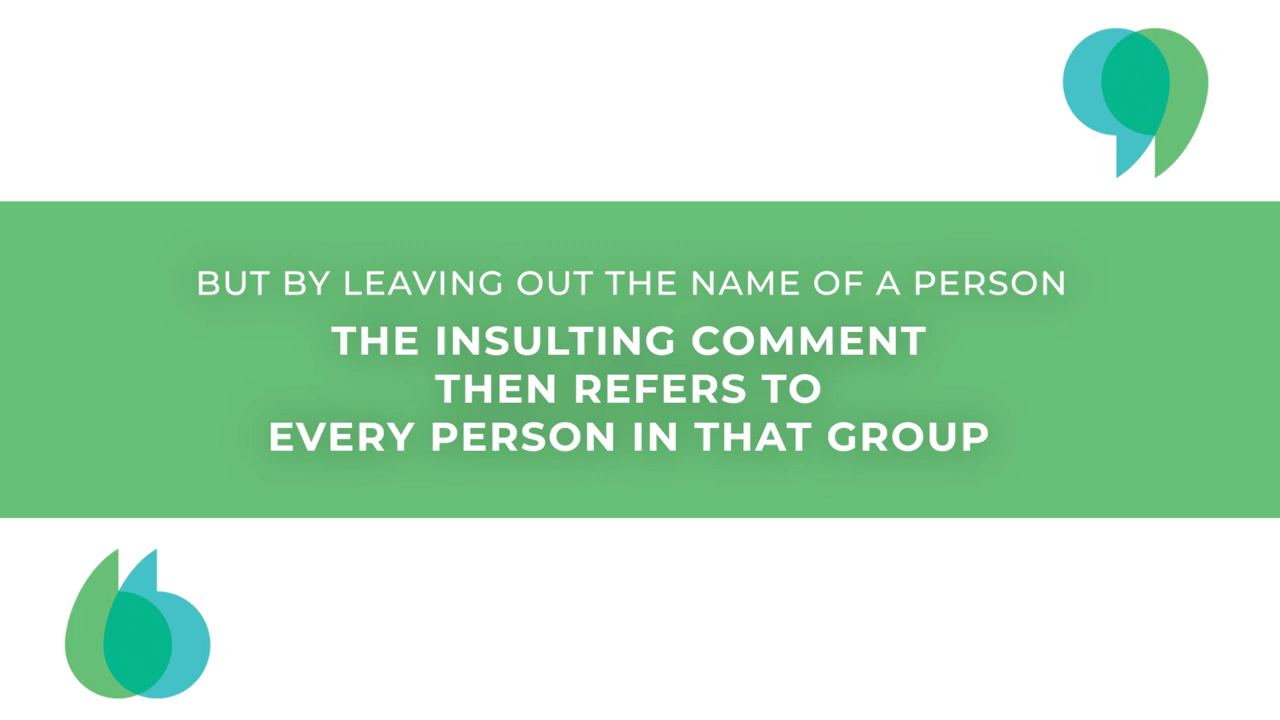 BUT BY LEAVING OUT THE NAME OF A PERSON
THE INSULTING COMMENT
THEN REFERS TO
EVERY PERSON IN THAT GROUP